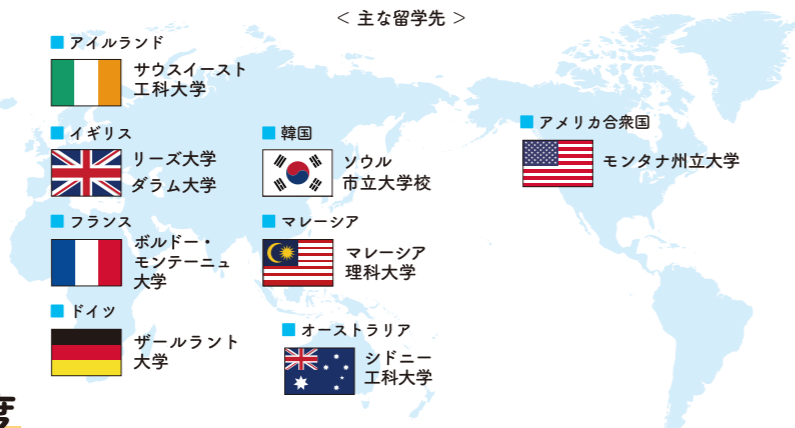 < 主な留学先 >
アイルランド
サウスイースト
工科大学
イギリス
リーズ大学
ダラム大学
フランス
ボルドー・
モンテーニュ
大学
ドイツ
ザールラント
大学
韓国
ソウル
市立大学校
マレーシア
マレーシア
理科大学
オーストラリア
シドニー
工科大学
アメリカ合衆国
モンタナ州立大学